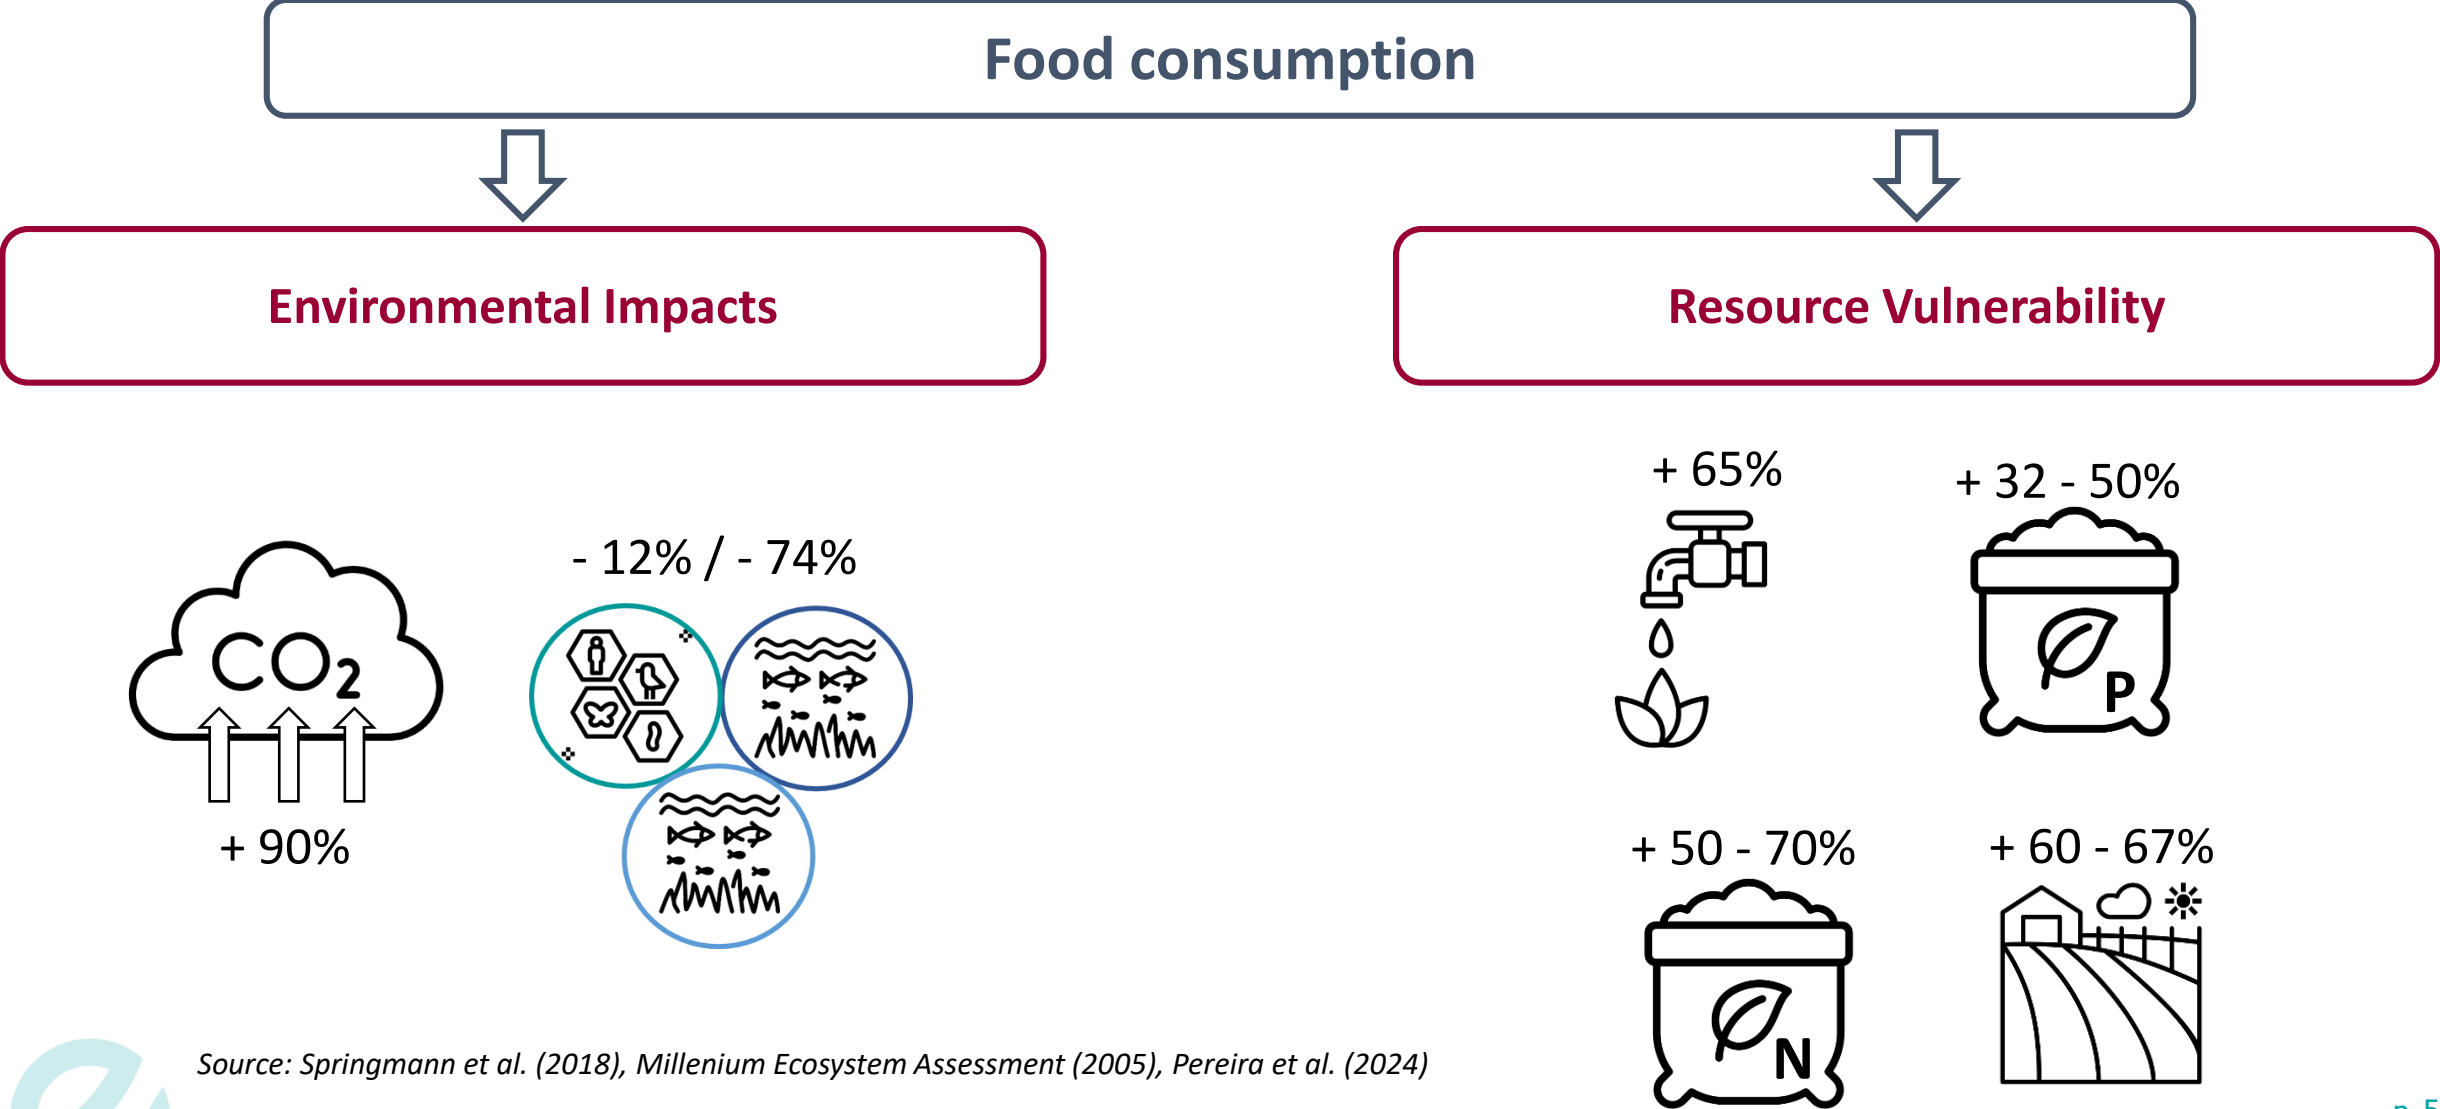 Food consumption
Environmental Impacts
Resource Vulnerability
- 12% / - 74%
CO2
+ 90%
+ 65%
+ 32 - 50%
P
+ 50 - 70%
+ 60 - 67%
N
Source: Springmann et al. (2018), Millenium Ecosystem Assessment (2005), Pereira et al. (2024)